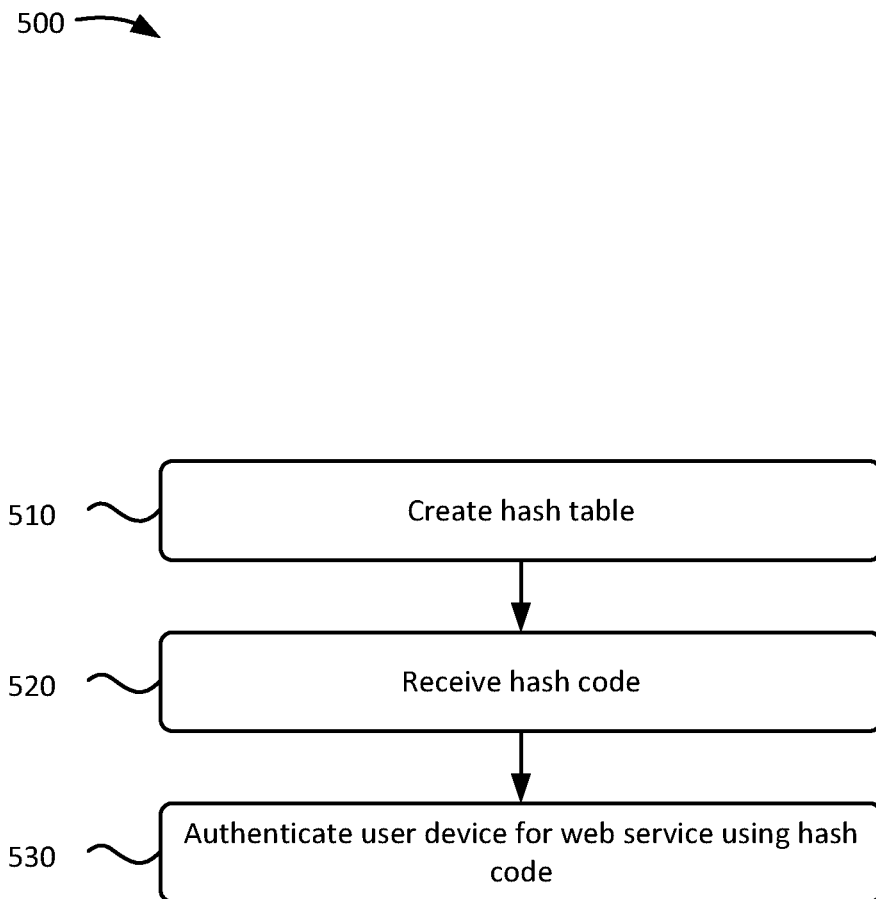 500
510
Create hash table
520
Receive hash code
530
Authenticate user device for web service using hash
code